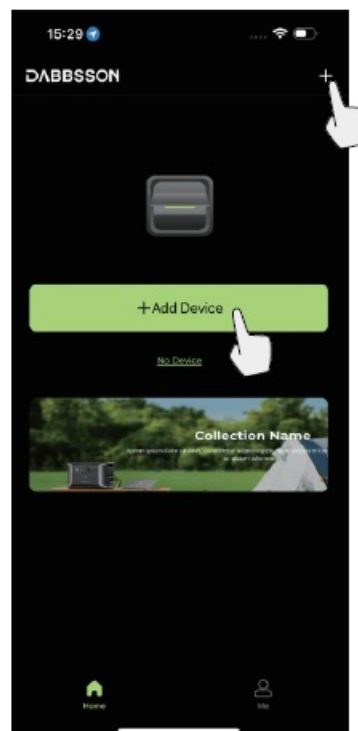 15:29
DABBSSON
+
+Add Device
No Device
Collection Name
Home
Me